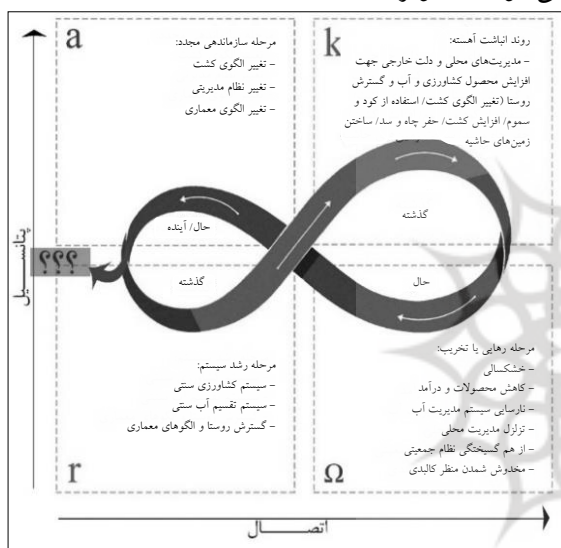 a
مرحله سازماندهی مجدد:
– تغییر الگوی کشت
– تغییر نظام مدیریتی
– تغییر الگوی معماری
k
روند انباشت آهسته:
– مدیریت‌های محلی و دلت خارجی جهت
افزایش محصول کشاورزی و آب و گسترش
روستا (تغییر الگوی کشت/ استفاده از کود و
سموم/ افزایش کشت/ حفر چاه و سد/ ساختن
زمین‌های حاشیه
حال/ آینده
گذشته
؟؟؟
گذشته
حال
مرحله رشد سیستم:
– سیستم کشاورزی سنتی
– سیستم تقسیم آب سنتی
– گسترش روستا و الگوهای معماری
r
مرحله رهایی یا تخریب:
– خشکسالی
– کاهش محصولات و درآمد
– نارسایی سیستم مدیریت آب
– تزلزل مدیریت محلی
– از هم گسیختگی نظام جمعیتی
– مخدوش شمدن منظر کالبدی
Ω
پتانسیل
اتصال